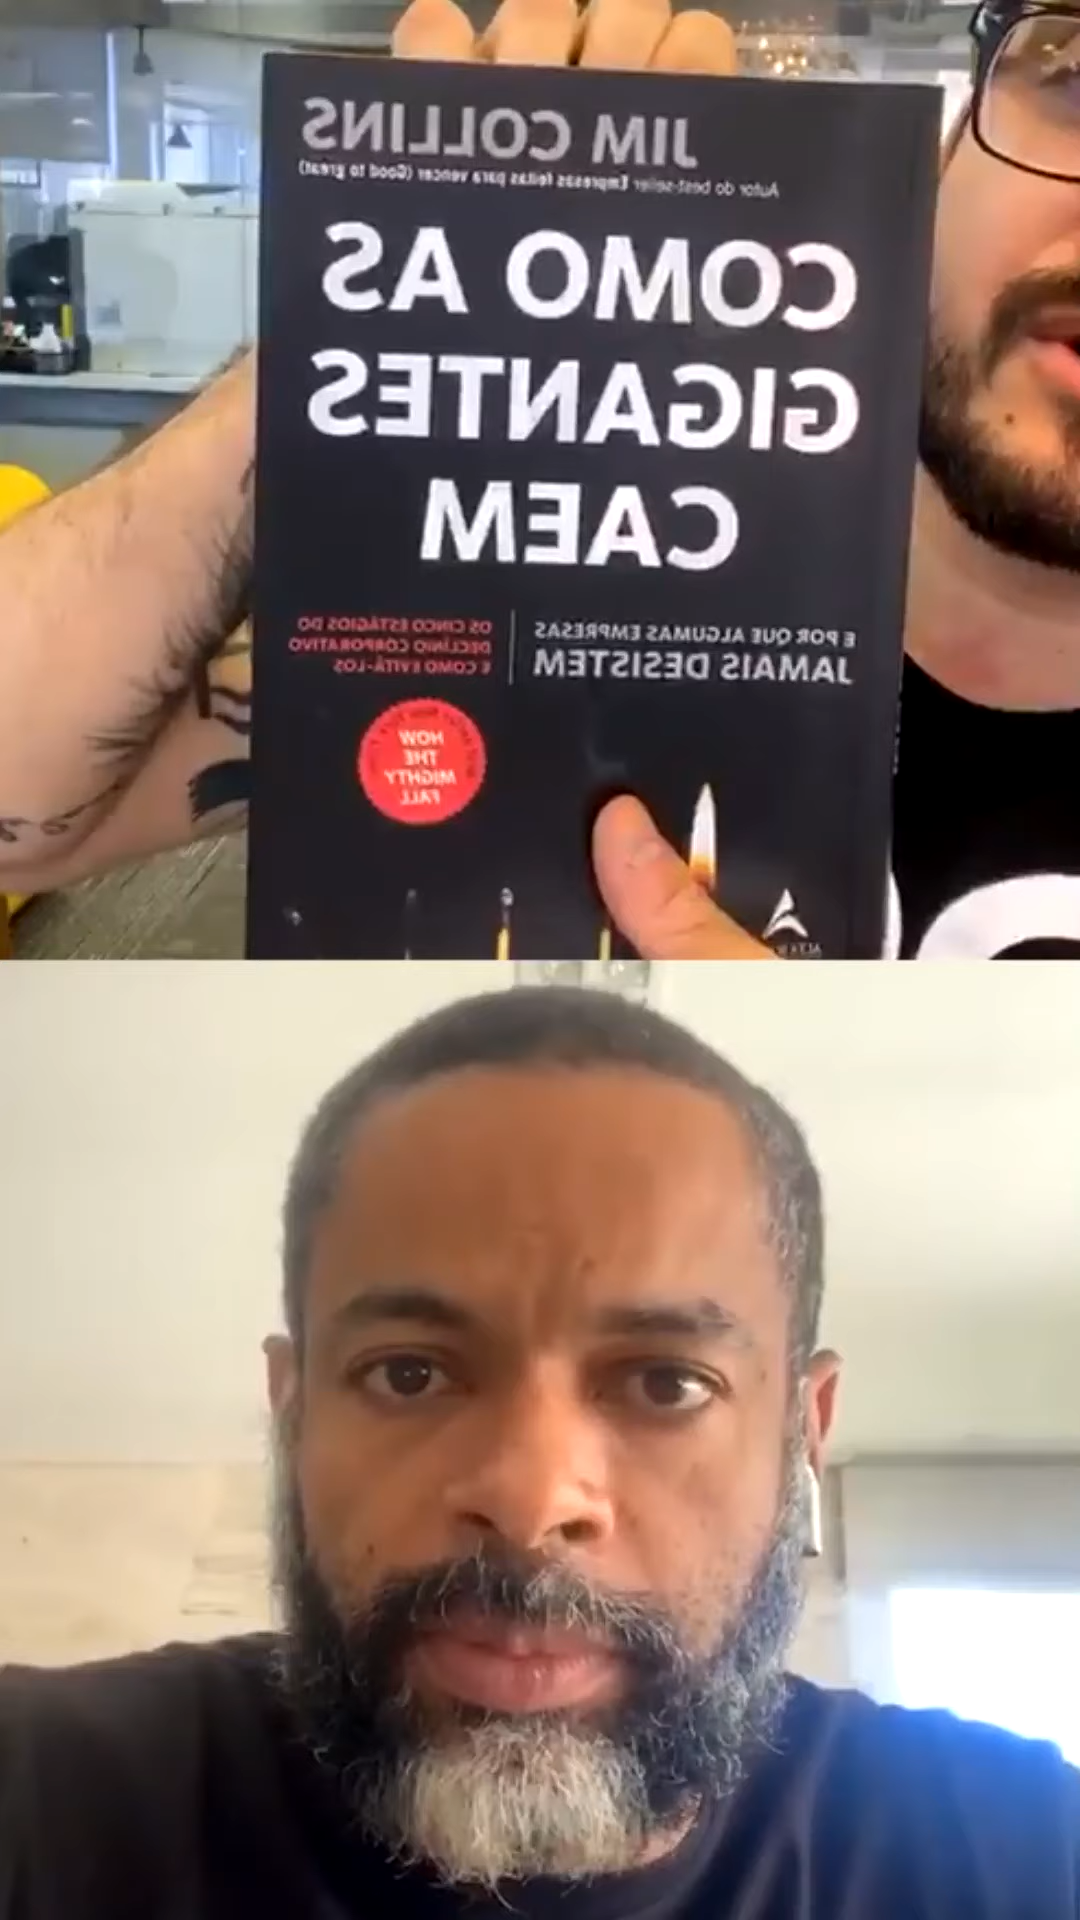 JIM COLLINS
Autor do best-seller Empresas feitas para vencer (Good to great)
COMO AS
GIGANTES
CAEM
E POR QUE ALGUMAS EMPRESAS
JAMAIS DESISTEM
OS CINCO ESTÁGIOS DO
DECLÍNIO CORPORATIVO
E COMO EVITÁ-LOS
HOW
THE
MIGHTY
FALL
ALTA